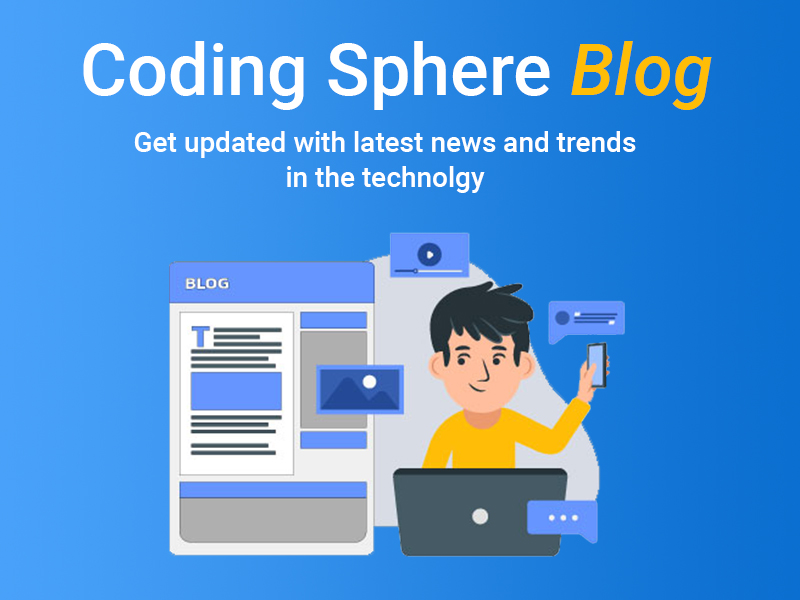 Coding Sphere Blog
Get updated with latest news and trends
in the technolgy
BLOG
T